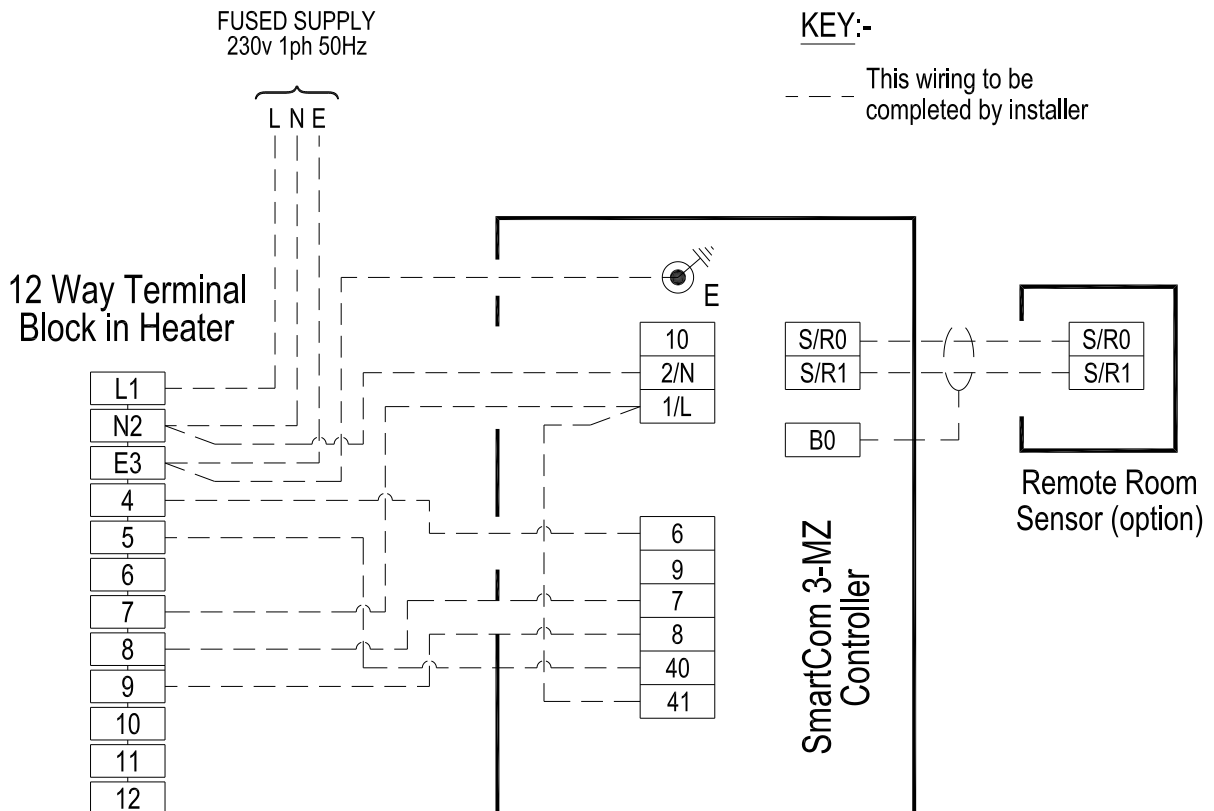 FUSED SUPPLY
230v 1ph 50Hz
L N E
KEY:-
This wiring to be
completed by installer
12 Way Terminal
Block in Heater
L1
N2
E3
4
5
6
7
8
9
10
11
12
E
10
2/N
1/L
6
9
7
8
40
41
S/R0
S/R1
B0
SmartCom 3-MZ
Controller
S/R0
S/R1
Remote Room
Sensor (option)